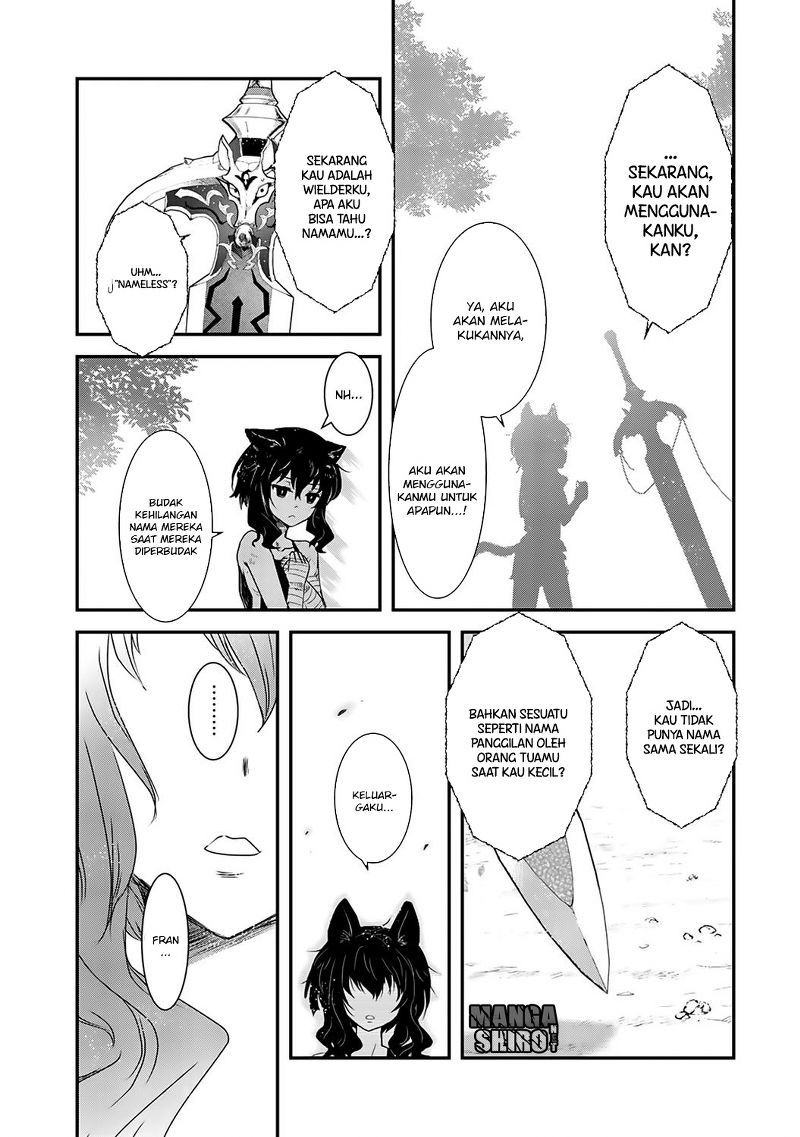 ...
SEKARANG,
KAU AKAN
MENGGUNA-
KANKU,
KAN?
YA, AKU
AKAN MELA-
KUKANNYA,
AKU AKAN
MENGGUNA-
KANMU UNTUK
APAPUN...!
SEKARANG
KAU ADALAH
WIELDERKU,
APA AKU
BISA TAHU
NAMAMU...?
UHM...
"NAMELESS"?
NH...
BUDAK
KEHILANGAN
NAMA MEREKA
SAAT MEREKA
DIPERBUDAK
JADI...
KAU TIDAK
PUNYA NAMA
SAMA SEKALI?
BAHKAN SESUATU
SEPERTI NAMA
PANGGILAN OLEH
ORANG TUAMU
SAAT KAU KECIL?
KELUAR-
GAKU...
.........
FRAN
...
MANGA
SHIRO
NET